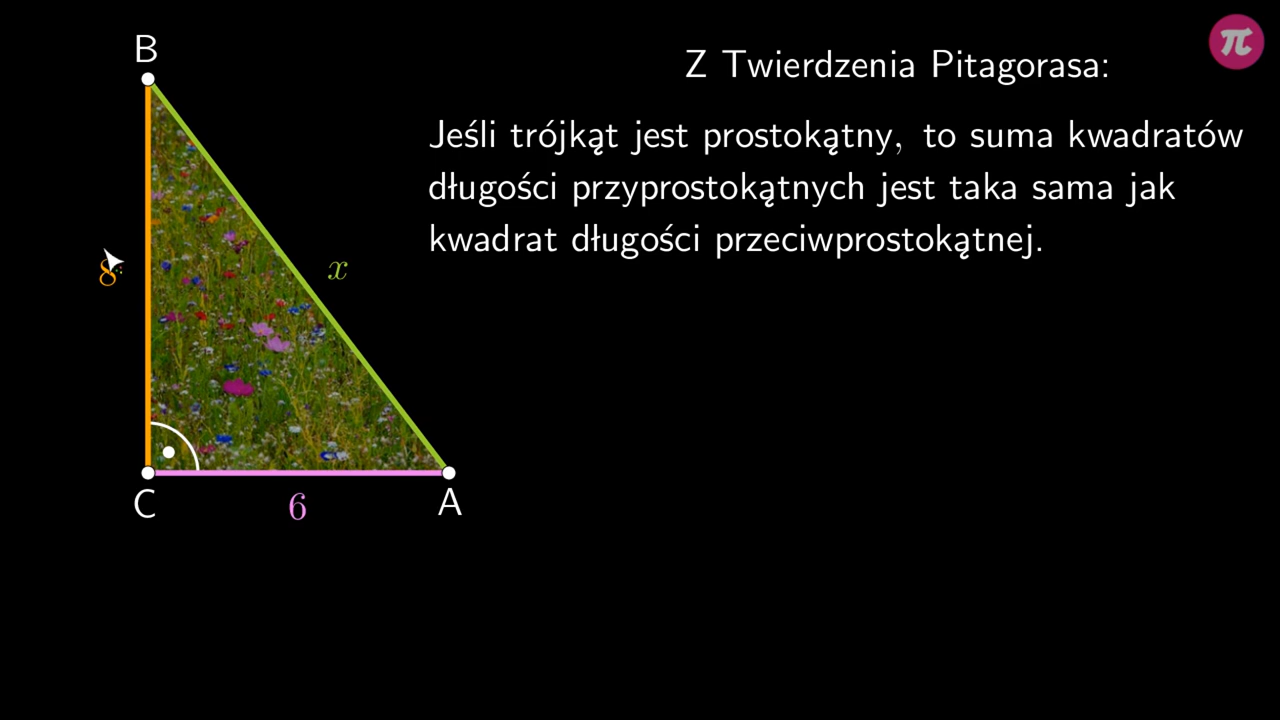 B
Z Twierdzenia Pitagorasa:
Jeśli trójkąt jest prostokątny, to suma kwadratów
długości przyprostokątnych jest taka sama jak
kwadrat długości przeciwprostokątnej.
8
x
C
6
A
π